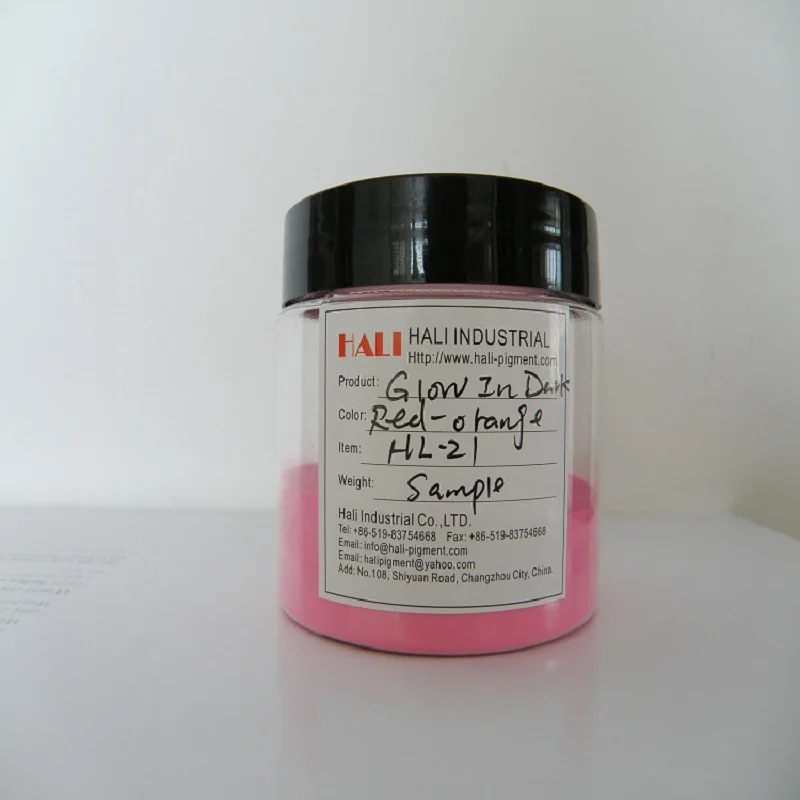 HALI HALI INDUSTRIAL
Http://www.hali-pigment.com
Product: Glow In Dark
Color: Red-orange
Item: HL-21
Weight: Sample
Hali Industrial Co.,LTD.
Tel: +86-519-83754668 Fax: +86-519-83754668
Email: info@hali-pigment.com
Email: halipigment@yahoo.com
Add: No.108, Shiyuan Road, Changzhou City, China.